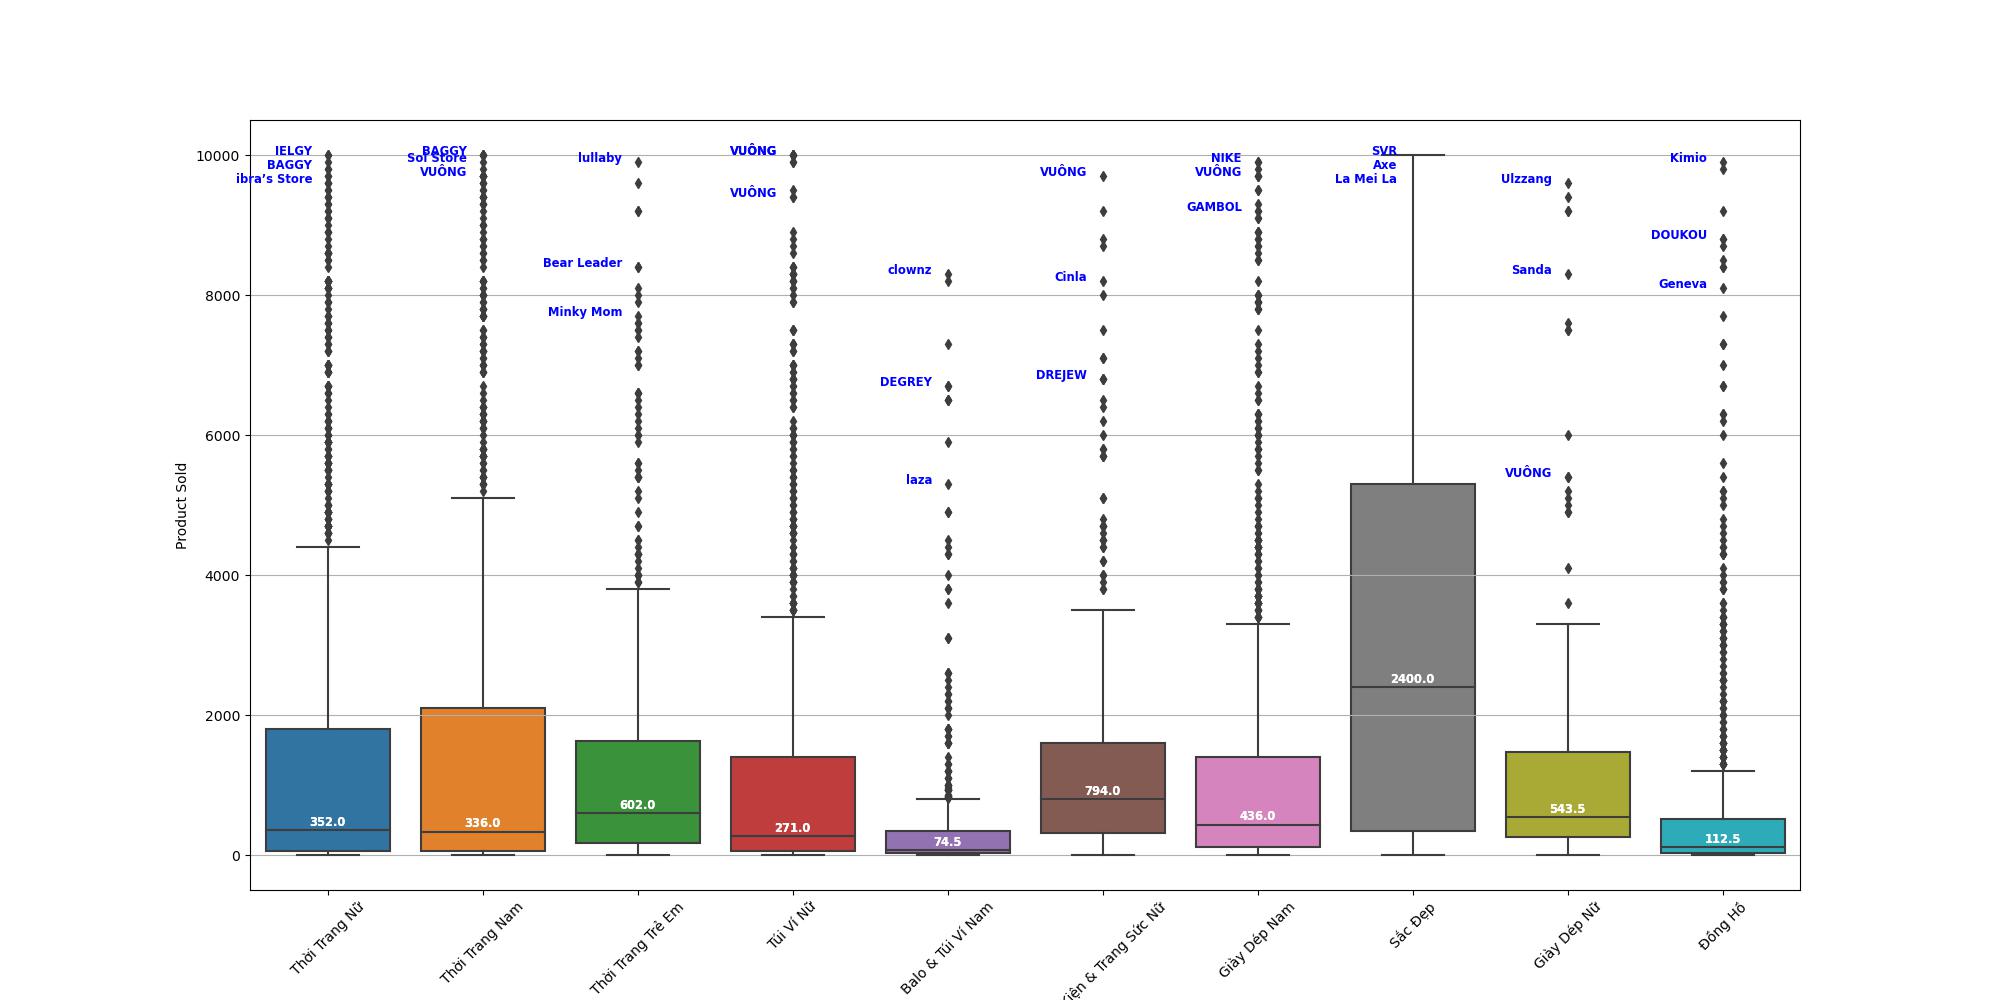 IELGY
BAGGY
ibra's Store
BAGGY
Sol Store
VUÔNG
lullaby
Bear Leader
Minky Mom
VUÔNG
VUÔNG
clownz
DEGREY
laza
VUÔNG
Cinla
DREJEW
NIKE
VUÔNG
GAMBOL
SVR
Axe
La Mei La
Ulzzang
Sanda
VUÔNG
Kimio
DOUKOU
Geneva
10000
8000
6000
4000
2000
0
Product Sold
352.0
336.0
602.0
271.0
74.5
794.0
436.0
2400.0
543.5
112.5
Thời Trang Nữ
Thời Trang Nam
Thời Trang Trẻ Em
Túi Ví Nữ
Balo & Túi Ví Nam
Kiện & Trang Sức Nữ
Giày Dép Nam
Sắc Đẹp
Giày Dép Nữ
Đồng Hồ